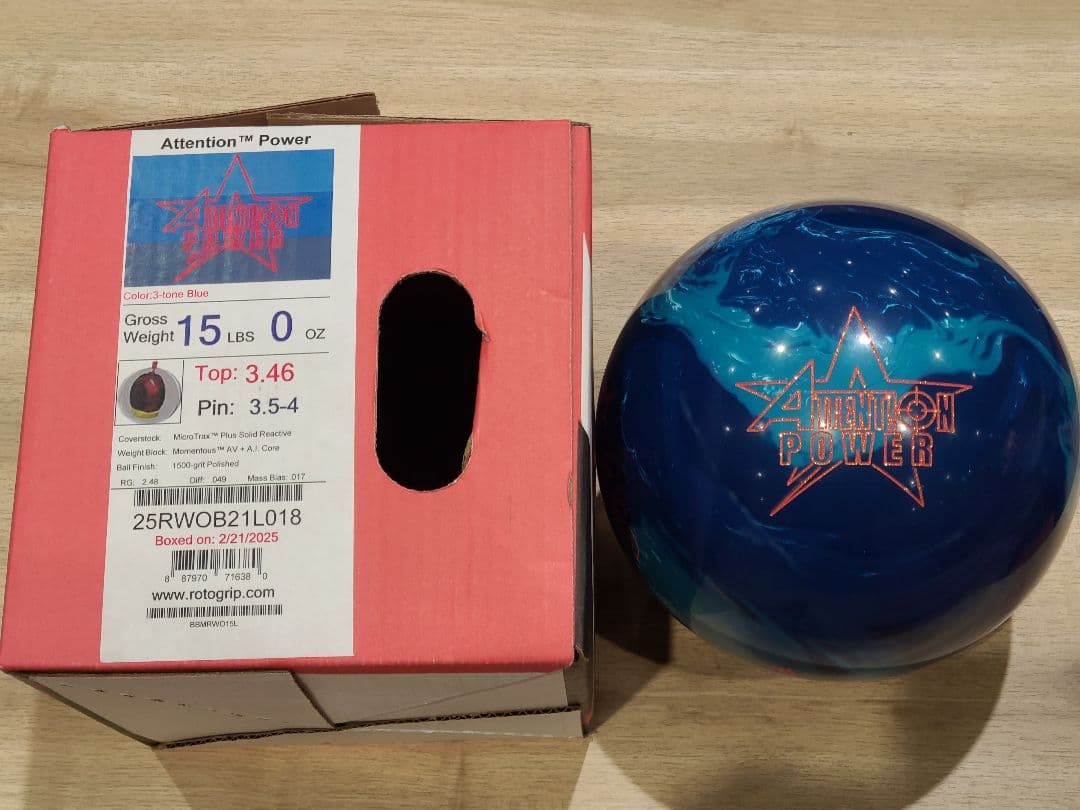 Attention™ Power
ATTENTION
POWER
Color:3-tone Blue
Gross Weight 15 LBS 0 OZ
Top: 3.46
Pin: 3.5-4
Coverstock: MicroTrax™ Plus Solid Reactive
Weight Block: Momentous™ AV + A.I. Core
Ball Finish: 1500-grit Polished
RG: 2.48 Diff: .049 Mass Bias: .017
25RWOB21L018
Boxed on: 2/21/2025
8 87970 71638 0
www.rotogrip.com
BBMRWO15L
ATTENTION
POWER